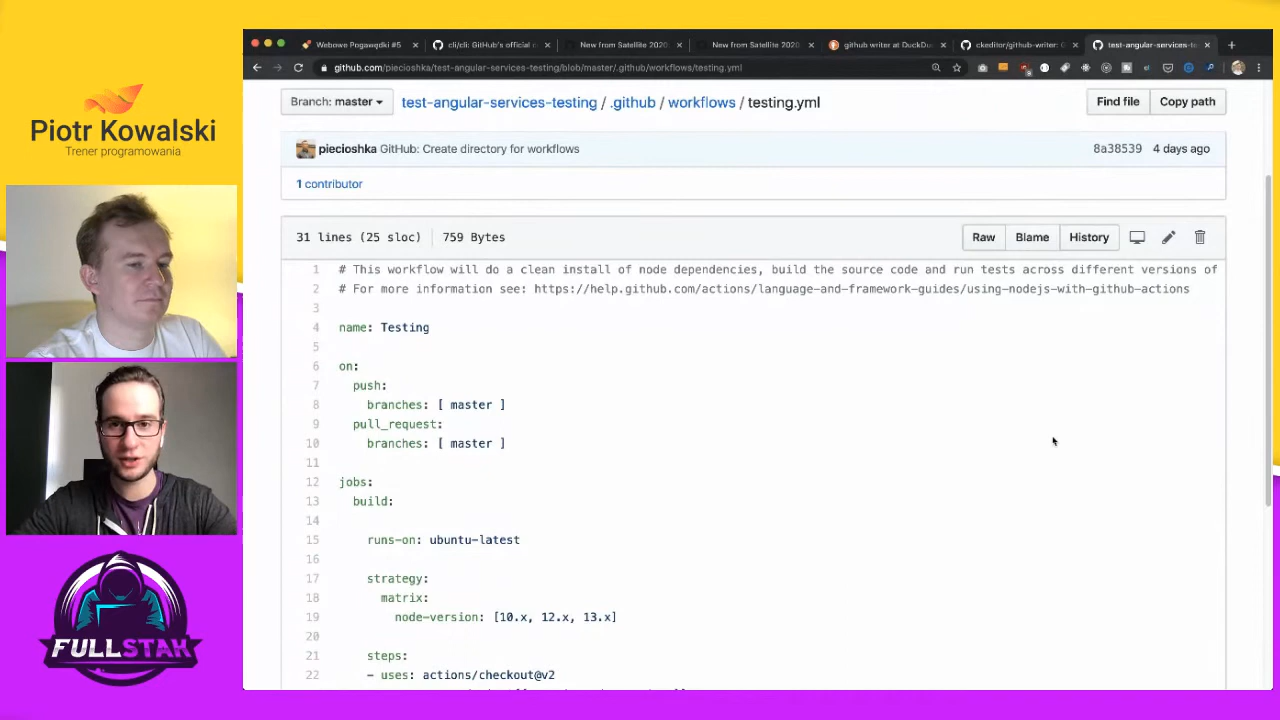 Piotr Kowalski
Trener programowania
FULLSTAK
Webowe Pogawędki #5
cli/cli: GitHub's official
New from Satellite 2020
New from Satellite 2020
github writer at DuckDu
ckeditor/github-writer: G
test-angular-services-te
github.com/piecioshka/test-angular-services-testing/blob/master/.github/workflows/testing.yml
Branch: master
test-angular-services-testing / .github / workflows / testing.yml
Find file
Copy path
piecioshka GitHub: Create directory for workflows
8a38539 4 days ago
1 contributor
31 lines (25 sloc) 759 Bytes
Raw
Blame
History
1 # This workflow will do a clean install of node dependencies, build the source code and run tests across different versions of
2 # For more information see: https://help.github.com/actions/language-and-framework-guides/using-nodejs-with-github-actions
3
4 name: Testing
5
6 on:
7 push:
8 branches: [ master ]
9 pull_request:
10 branches: [ master ]
11
12 jobs:
13 build:
14
15 runs-on: ubuntu-latest
16
17 strategy:
18 matrix:
19 node-version: [10.x, 12.x, 13.x]
20
21 steps:
22 - uses: actions/checkout@v2